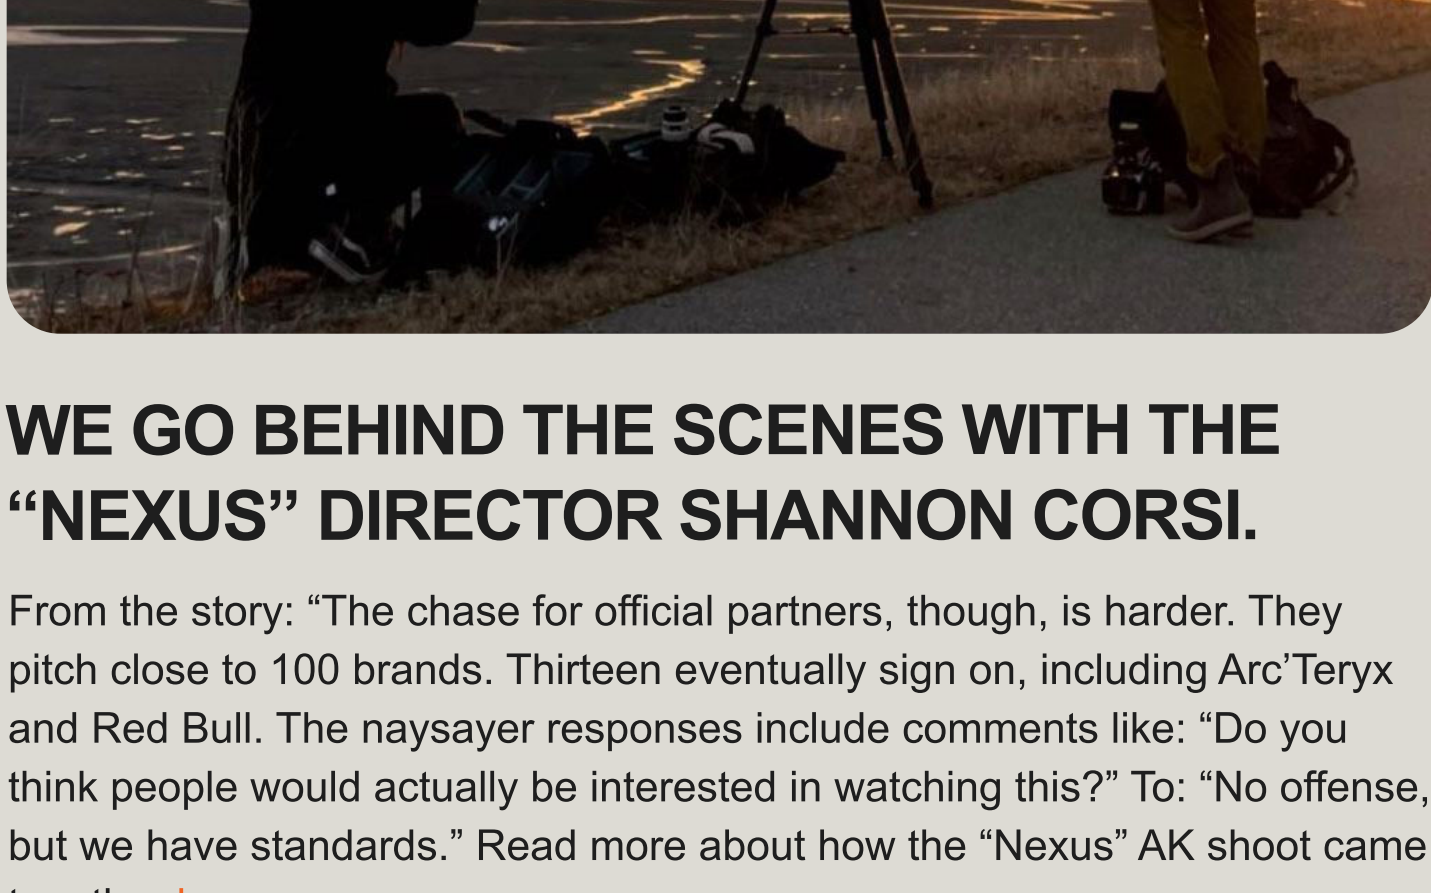 WE GO BEHIND THE SCENES WITH THE
“NEXUS” DIRECTOR SHANNON CORSI.
From the story: “The chase for official partners, though, is harder. They
pitch close to 100 brands. Thirteen eventually sign on, including Arc’Teryx
and Red Bull. The naysayer responses include comments like: “Do you
think people would actually be interested in watching this?” To: “No offense,
but we have standards.” Read more about how the “Nexus” AK shoot came